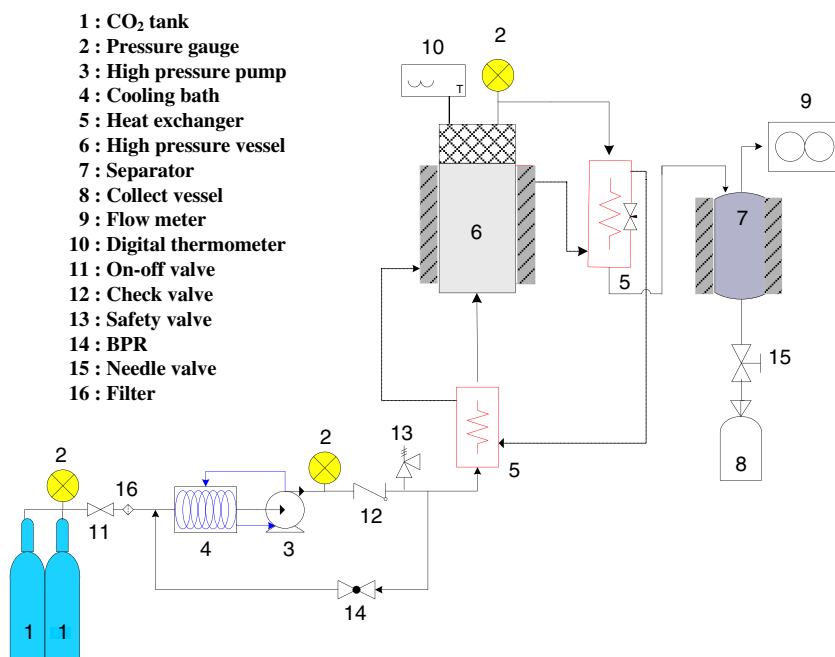 1 : CO₂ tank
2 : Pressure gauge
3 : High pressure pump
4 : Cooling bath
5 : Heat exchanger
6 : High pressure vessel
7 : Separator
8 : Collect vessel
9 : Flow meter
10 : Digital thermometer
11 : On-off valve
12 : Check valve
13 : Safety valve
14 : BPR
15 : Needle valve
16 : Filter
10
2
T
9
6
7
5
15
8
13
2
5
2
16
11
4
3
12
14
1
1